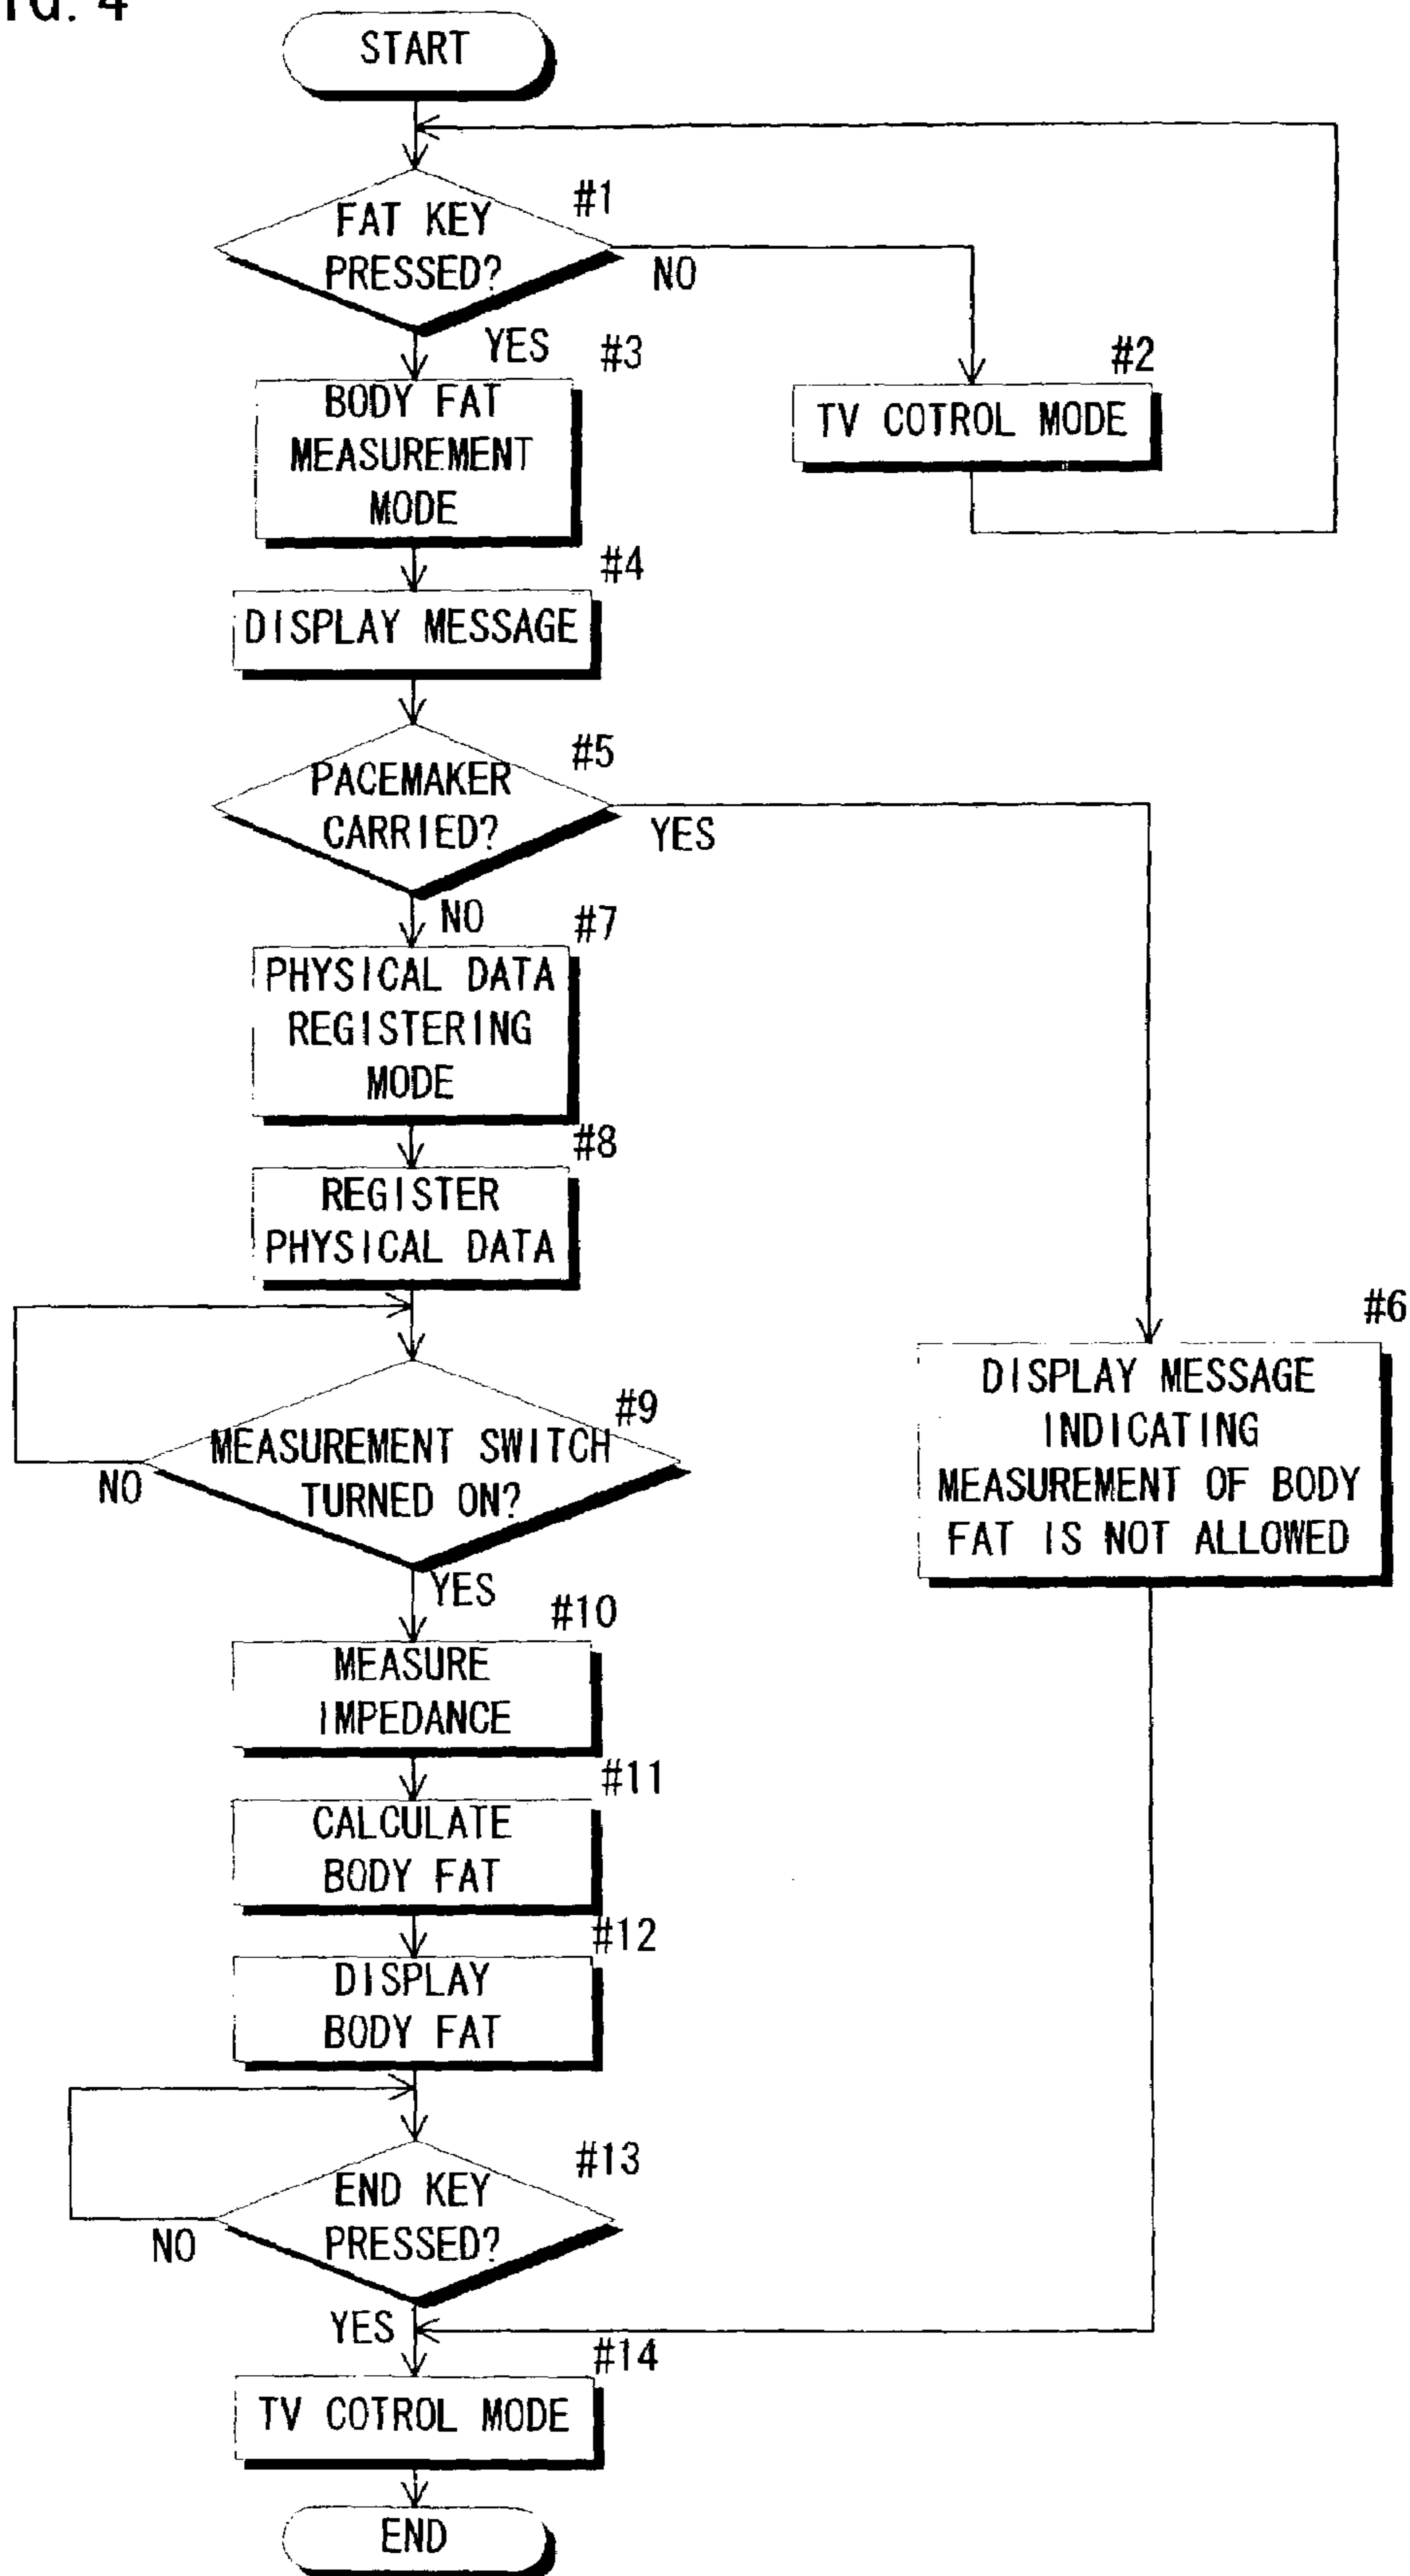 START
#1
FAT KEY
PRESSED?
NO
YES
#3
BODY FAT
MEASUREMENT
MODE
#2
TV COTROL MODE
#4
DISPLAY MESSAGE
#5
PACEMAKER
CARRIED?
YES
NO
#7
PHYSICAL DATA
REGISTERING
MODE
#8
REGISTER
PHYSICAL DATA
#9
MEASUREMENT SWITCH
TURNED ON?
NO
YES
#6
DISPLAY MESSAGE
INDICATING
MEASUREMENT OF BODY
FAT IS NOT ALLOWED
#10
MEASURE
IMPEDANCE
#11
CALCULATE
BODY FAT
#12
DISPLAY
BODY FAT
#13
END KEY
PRESSED?
NO
YES
#14
TV COTROL MODE
END